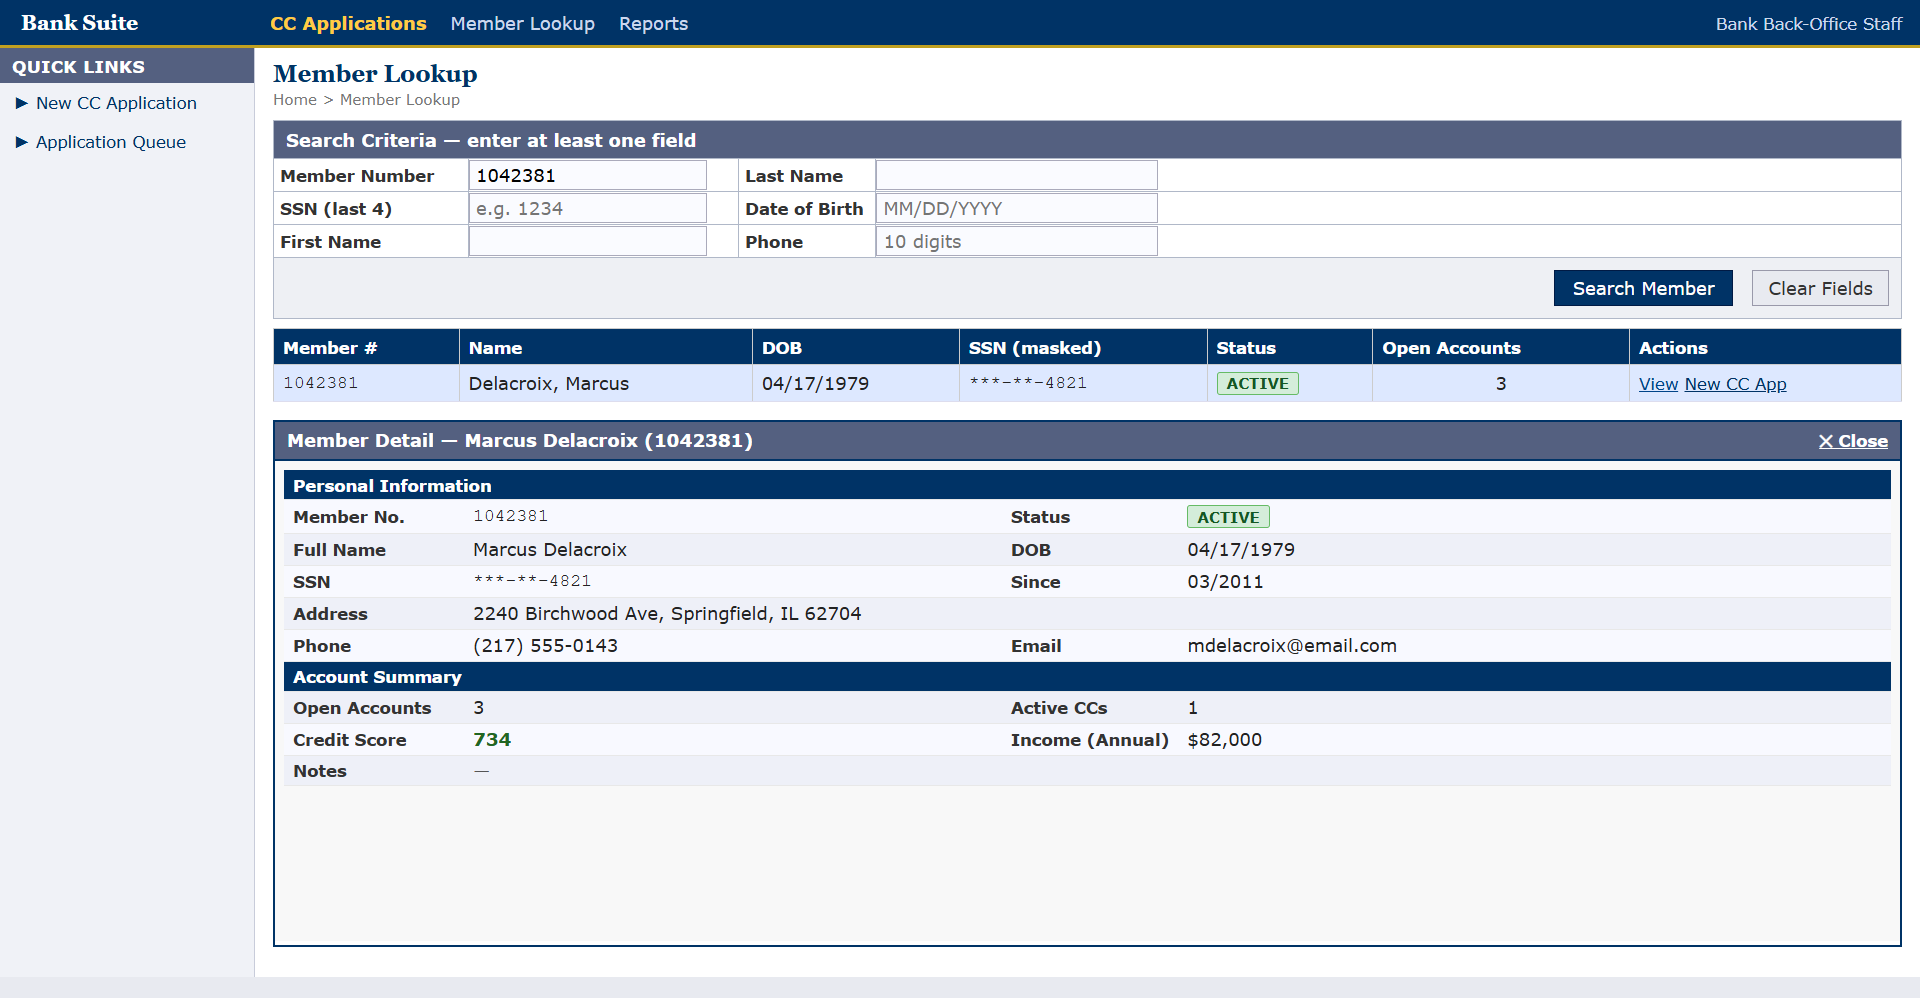 Bank Suite CC Applications Member Lookup Reports Bank Back-Office Staff
QUICK LINKS
► New CC Application
► Application Queue
Member Lookup
Home > Member Lookup
Search Criteria — enter at least one field
Member Number 1042381 Last Name
SSN (last 4) e.g. 1234 Date of Birth MM/DD/YYYY
First Name Phone 10 digits
Search Member Clear Fields
Member # Name DOB SSN (masked) Status Open Accounts Actions
1042381 Delacroix, Marcus 04/17/1979 ***-**-4821 ACTIVE 3 View New CC App
Member Detail — Marcus Delacroix (1042381) ✕ Close
Personal Information
Member No. 1042381 Status ACTIVE
Full Name Marcus Delacroix DOB 04/17/1979
SSN ***-**-4821 Since 03/2011
Address 2240 Birchwood Ave, Springfield, IL 62704
Phone (217) 555-0143 Email mdelacroix@email.com
Account Summary
Open Accounts 3 Active CCs 1
Credit Score 734 Income (Annual) $82,000
Notes —